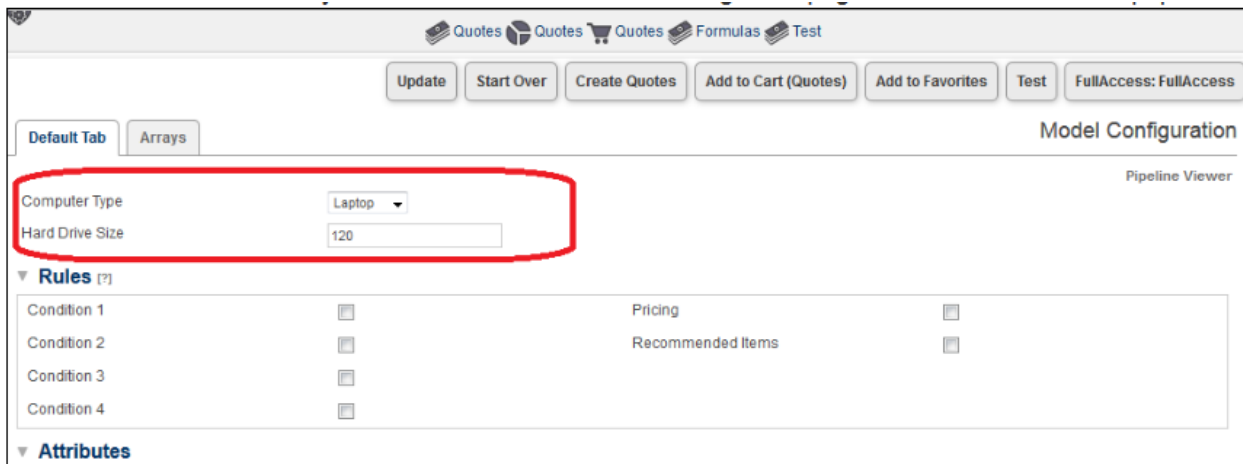 Quotes Quotes Quotes Formulas Test
Update Start Over Create Quotes Add to Cart (Quotes) Add to Favorites Test FullAccess: FullAccess
Default Tab Arrays Model Configuration
Pipeline Viewer
Computer Type Laptop
Hard Drive Size 120
Rules [?]
Condition 1 Pricing
Condition 2 Recommended Items
Condition 3
Condition 4
Attributes